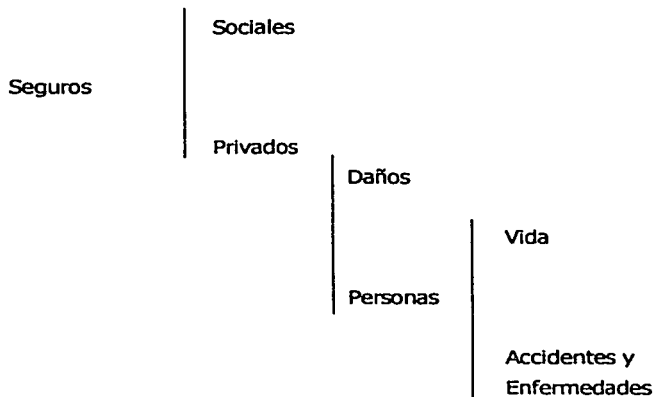 Sociales
Seguros
Privados
Daños
Vida
Personas
Accidentes y
Enfermedades